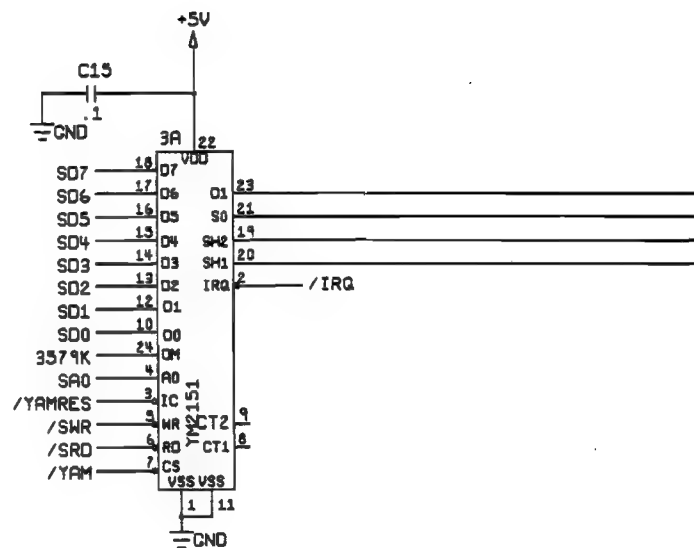 +5V
C15
.1
GND
3A
22
VDD
SD7 18 D7
SD6 17 D6 O1 23
SD5 16 D5 SO 21
SD4 15 D4 SH2 19
SD3 14 D3 SH1 20
SD2 13 D2 IRQ 2 /IRQ
SD1 12 D1
SD0 10 D0
3579K 24 OM
SA0 4 A0
/YAMRES 3 IC
/SWR 5 WR CT2 9
/SRD 6 RD CT1 8
/YAM 7 CS
YM2151
VSS VSS
1 11
GND